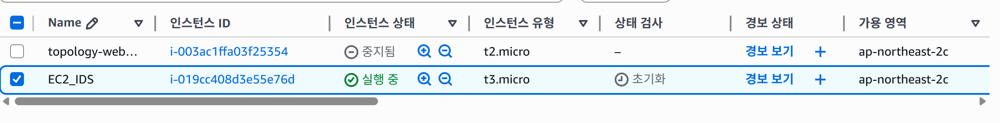 Name 인스턴스 ID 인스턴스 상태 인스턴스 유형 상태 검사 경보 상태 가용 영역
topology-web... i-003ac1ffa03f25354 중지됨 t2.micro – 경보 보기 + ap-northeast-2c
EC2_IDS i-019cc408d3e55e76d 실행 중 t3.micro 초기화 경보 보기 + ap-northeast-2c